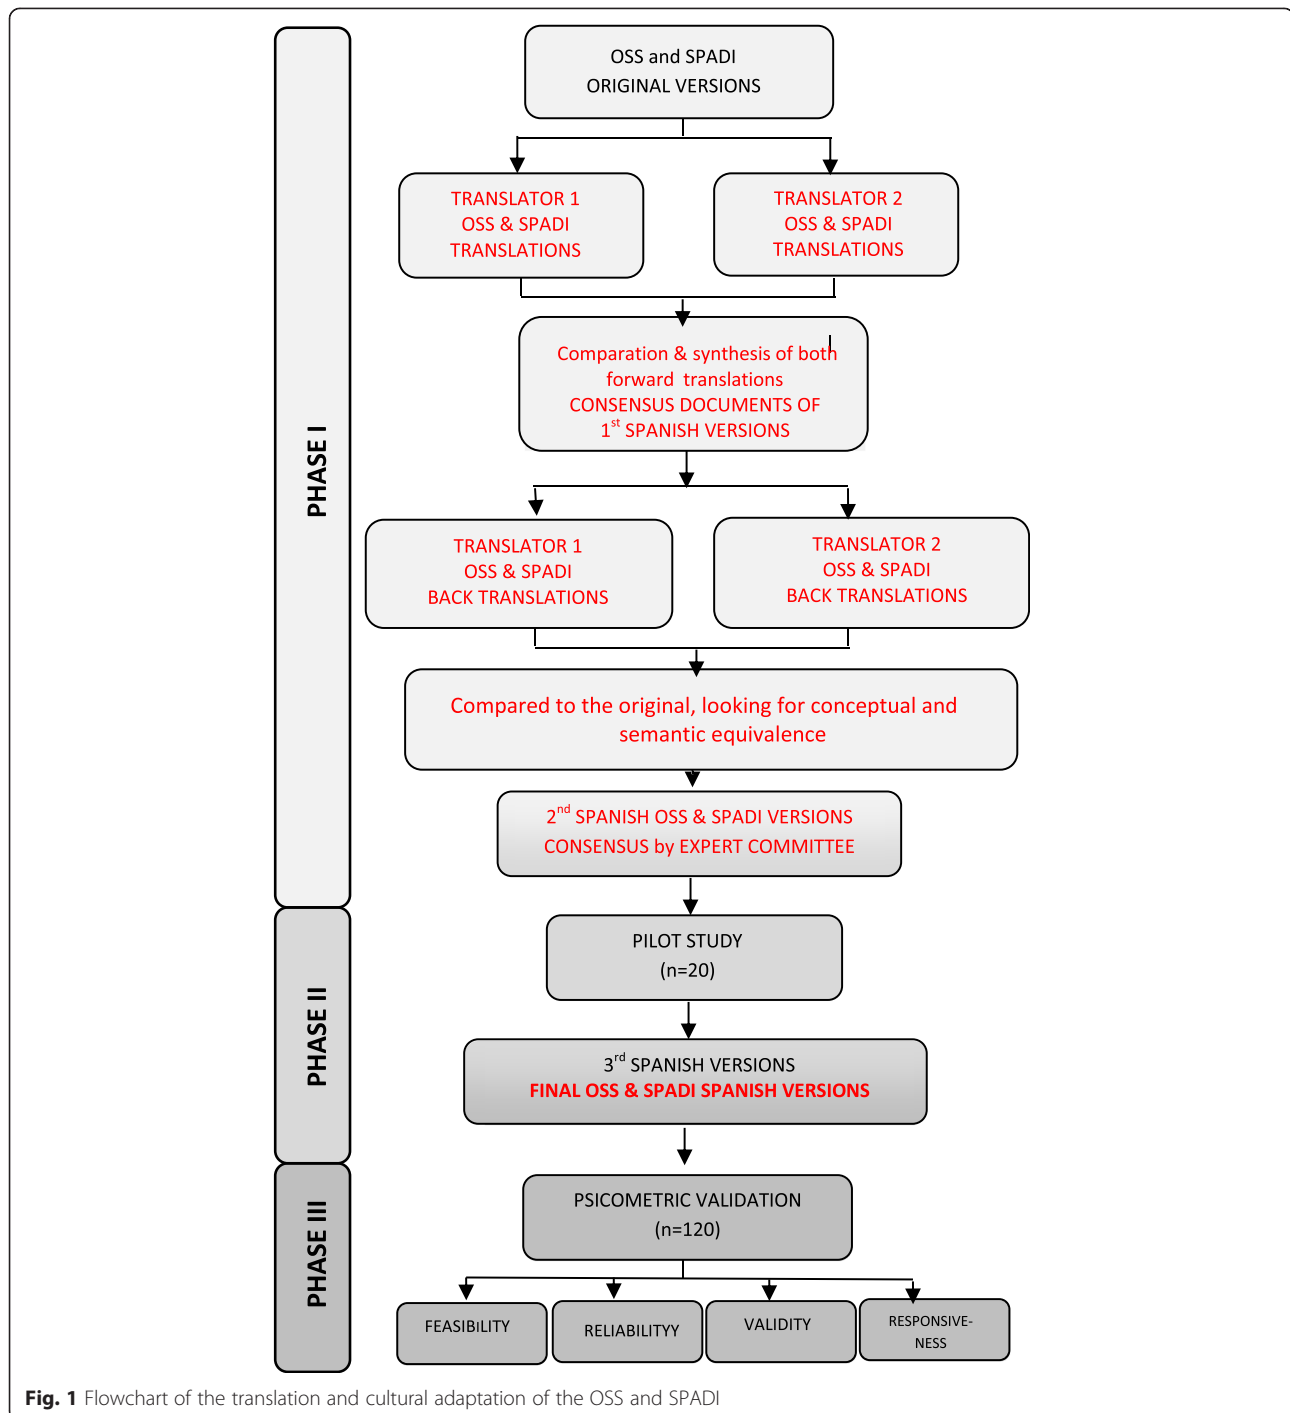 OSS and SPADI
ORIGINAL VERSIONS
TRANSLATOR 1
OSS & SPADI
TRANSLATIONS
TRANSLATOR 2
OSS & SPADI
TRANSLATIONS
Comparation & synthesis of both
forward translations
CONSENSUS DOCUMENTS OF
1st SPANISH VERSIONS
PHASE I
TRANSLATOR 1
OSS & SPADI
BACK TRANSLATIONS
TRANSLATOR 2
OSS & SPADI
BACK TRANSLATIONS
Compared to the original, looking for conceptual and
semantic equivalence
2nd SPANISH OSS & SPADI VERSIONS
CONSENSUS by EXPERT COMMITTEE
PHASE II
PILOT STUDY
(n=20)
3rd SPANISH VERSIONS
FINAL OSS & SPADI SPANISH VERSIONS
PHASE III
PSICOMETRIC VALIDATION
(n=120)
FEASIBILITY
RELIABILITYY
VALIDITY
RESPONSIVE-
NESS
Fig. 1 Flowchart of the translation and cultural adaptation of the OSS and SPADI